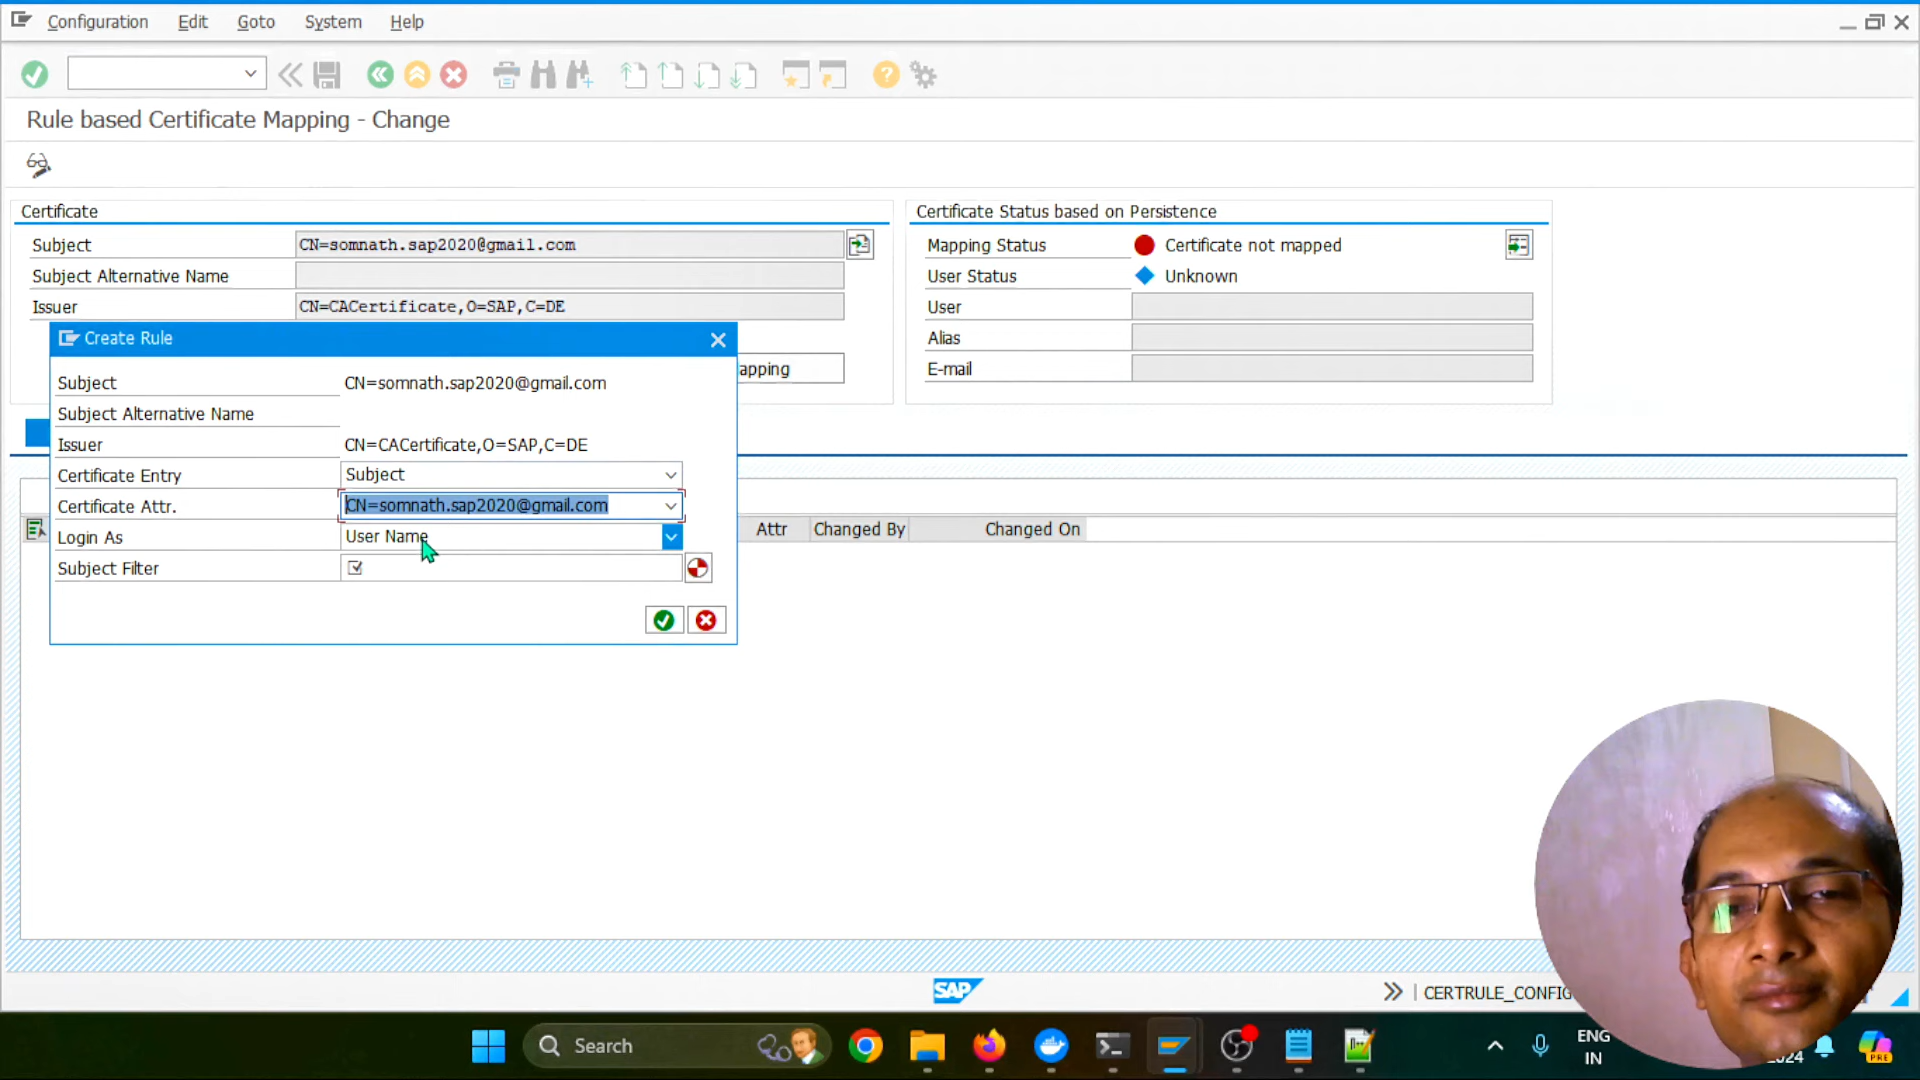 Configuration Edit Goto System Help
Rule based Certificate Mapping - Change
Certificate
Subject CN=somnath.sap2020@gmail.com
Subject Alternative Name
Issuer CN=CACertificate,O=SAP,C=DE
apping
Certificate Status based on Persistence
Mapping Status Certificate not mapped
User Status Unknown
User
Alias
E-mail
Create Rule
Subject CN=somnath.sap2020@gmail.com
Subject Alternative Name
Issuer CN=CACertificate,O=SAP,C=DE
Certificate Entry Subject
Certificate Attr. CN=somnath.sap2020@gmail.com
Login As User Name
Subject Filter
Attr Changed By Changed On
SAP
CERTRULE_CONFIG
Search
ENG
IN
2024
PRE